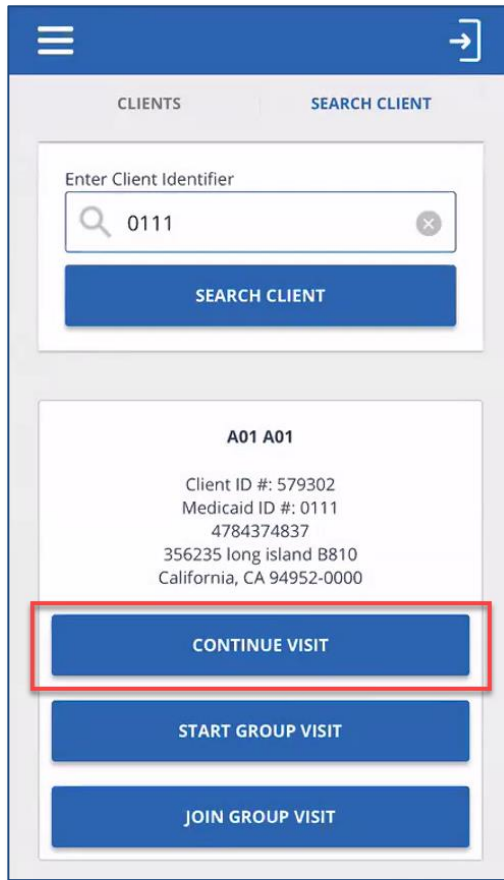 CLIENTS SEARCH CLIENT
Enter Client Identifier
0111
SEARCH CLIENT
A01 A01
Client ID #: 579302
Medicaid ID #: 0111
4784374837
356235 long island B810
California, CA 94952-0000
CONTINUE VISIT
START GROUP VISIT
JOIN GROUP VISIT